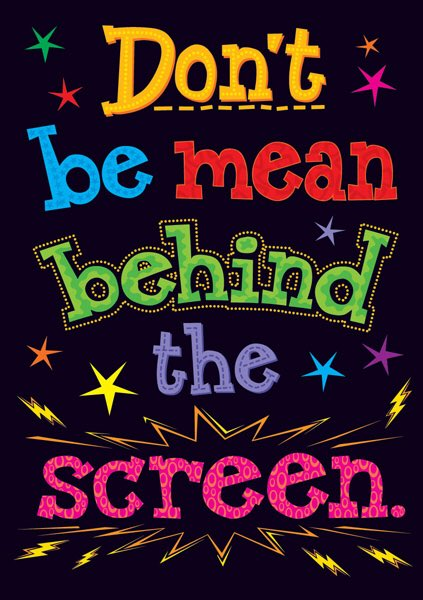 Don't
be mean
behind
the
screen.